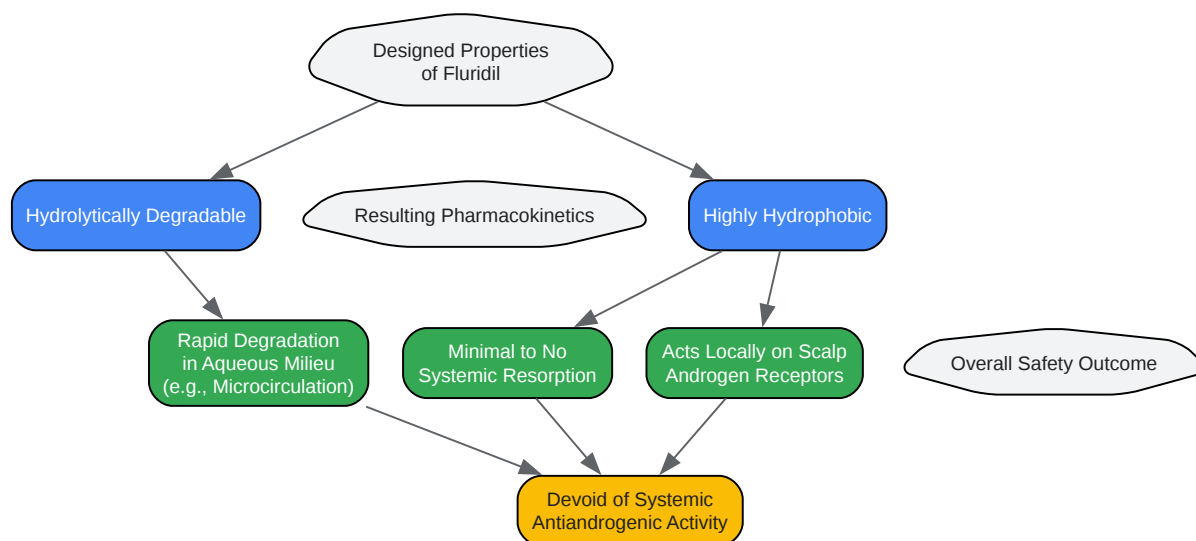 Designed Properties
of Fluridil
Hydrolytically Degradable
Resulting Pharmacokinetics
Highly Hydrophobic
Rapid Degradation
in Aqueous Milieu
(e.g., Microcirculation)
Minimal to No
Systemic Resorption
Acts Locally on Scalp
Androgen Receptors
Overall Safety Outcome
Devoid of Systemic
Antiandrogenic Activity